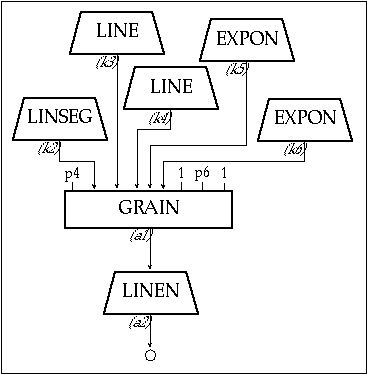 LINE
(k3)
EXPON
(k5)
LINE
(k4)
LINSEG
(k2)
EXPON
(k6)
p4
1
p6
1
GRAIN
(a1)
LINEN
(a2)